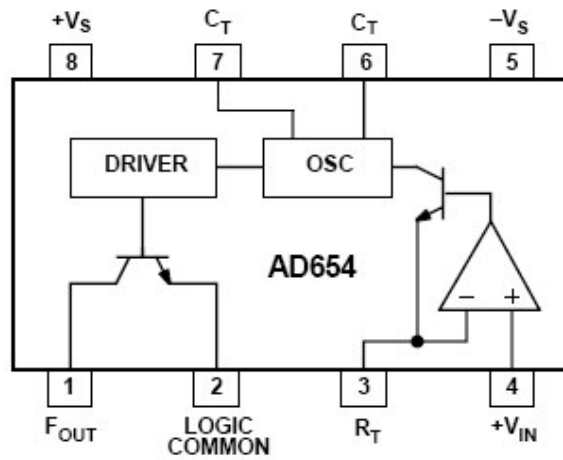 +VS CT CT −VS
8 7 6 5
DRIVER OSC
AD654
− +
1 2 3 4
FOUT LOGIC COMMON RT +VIN